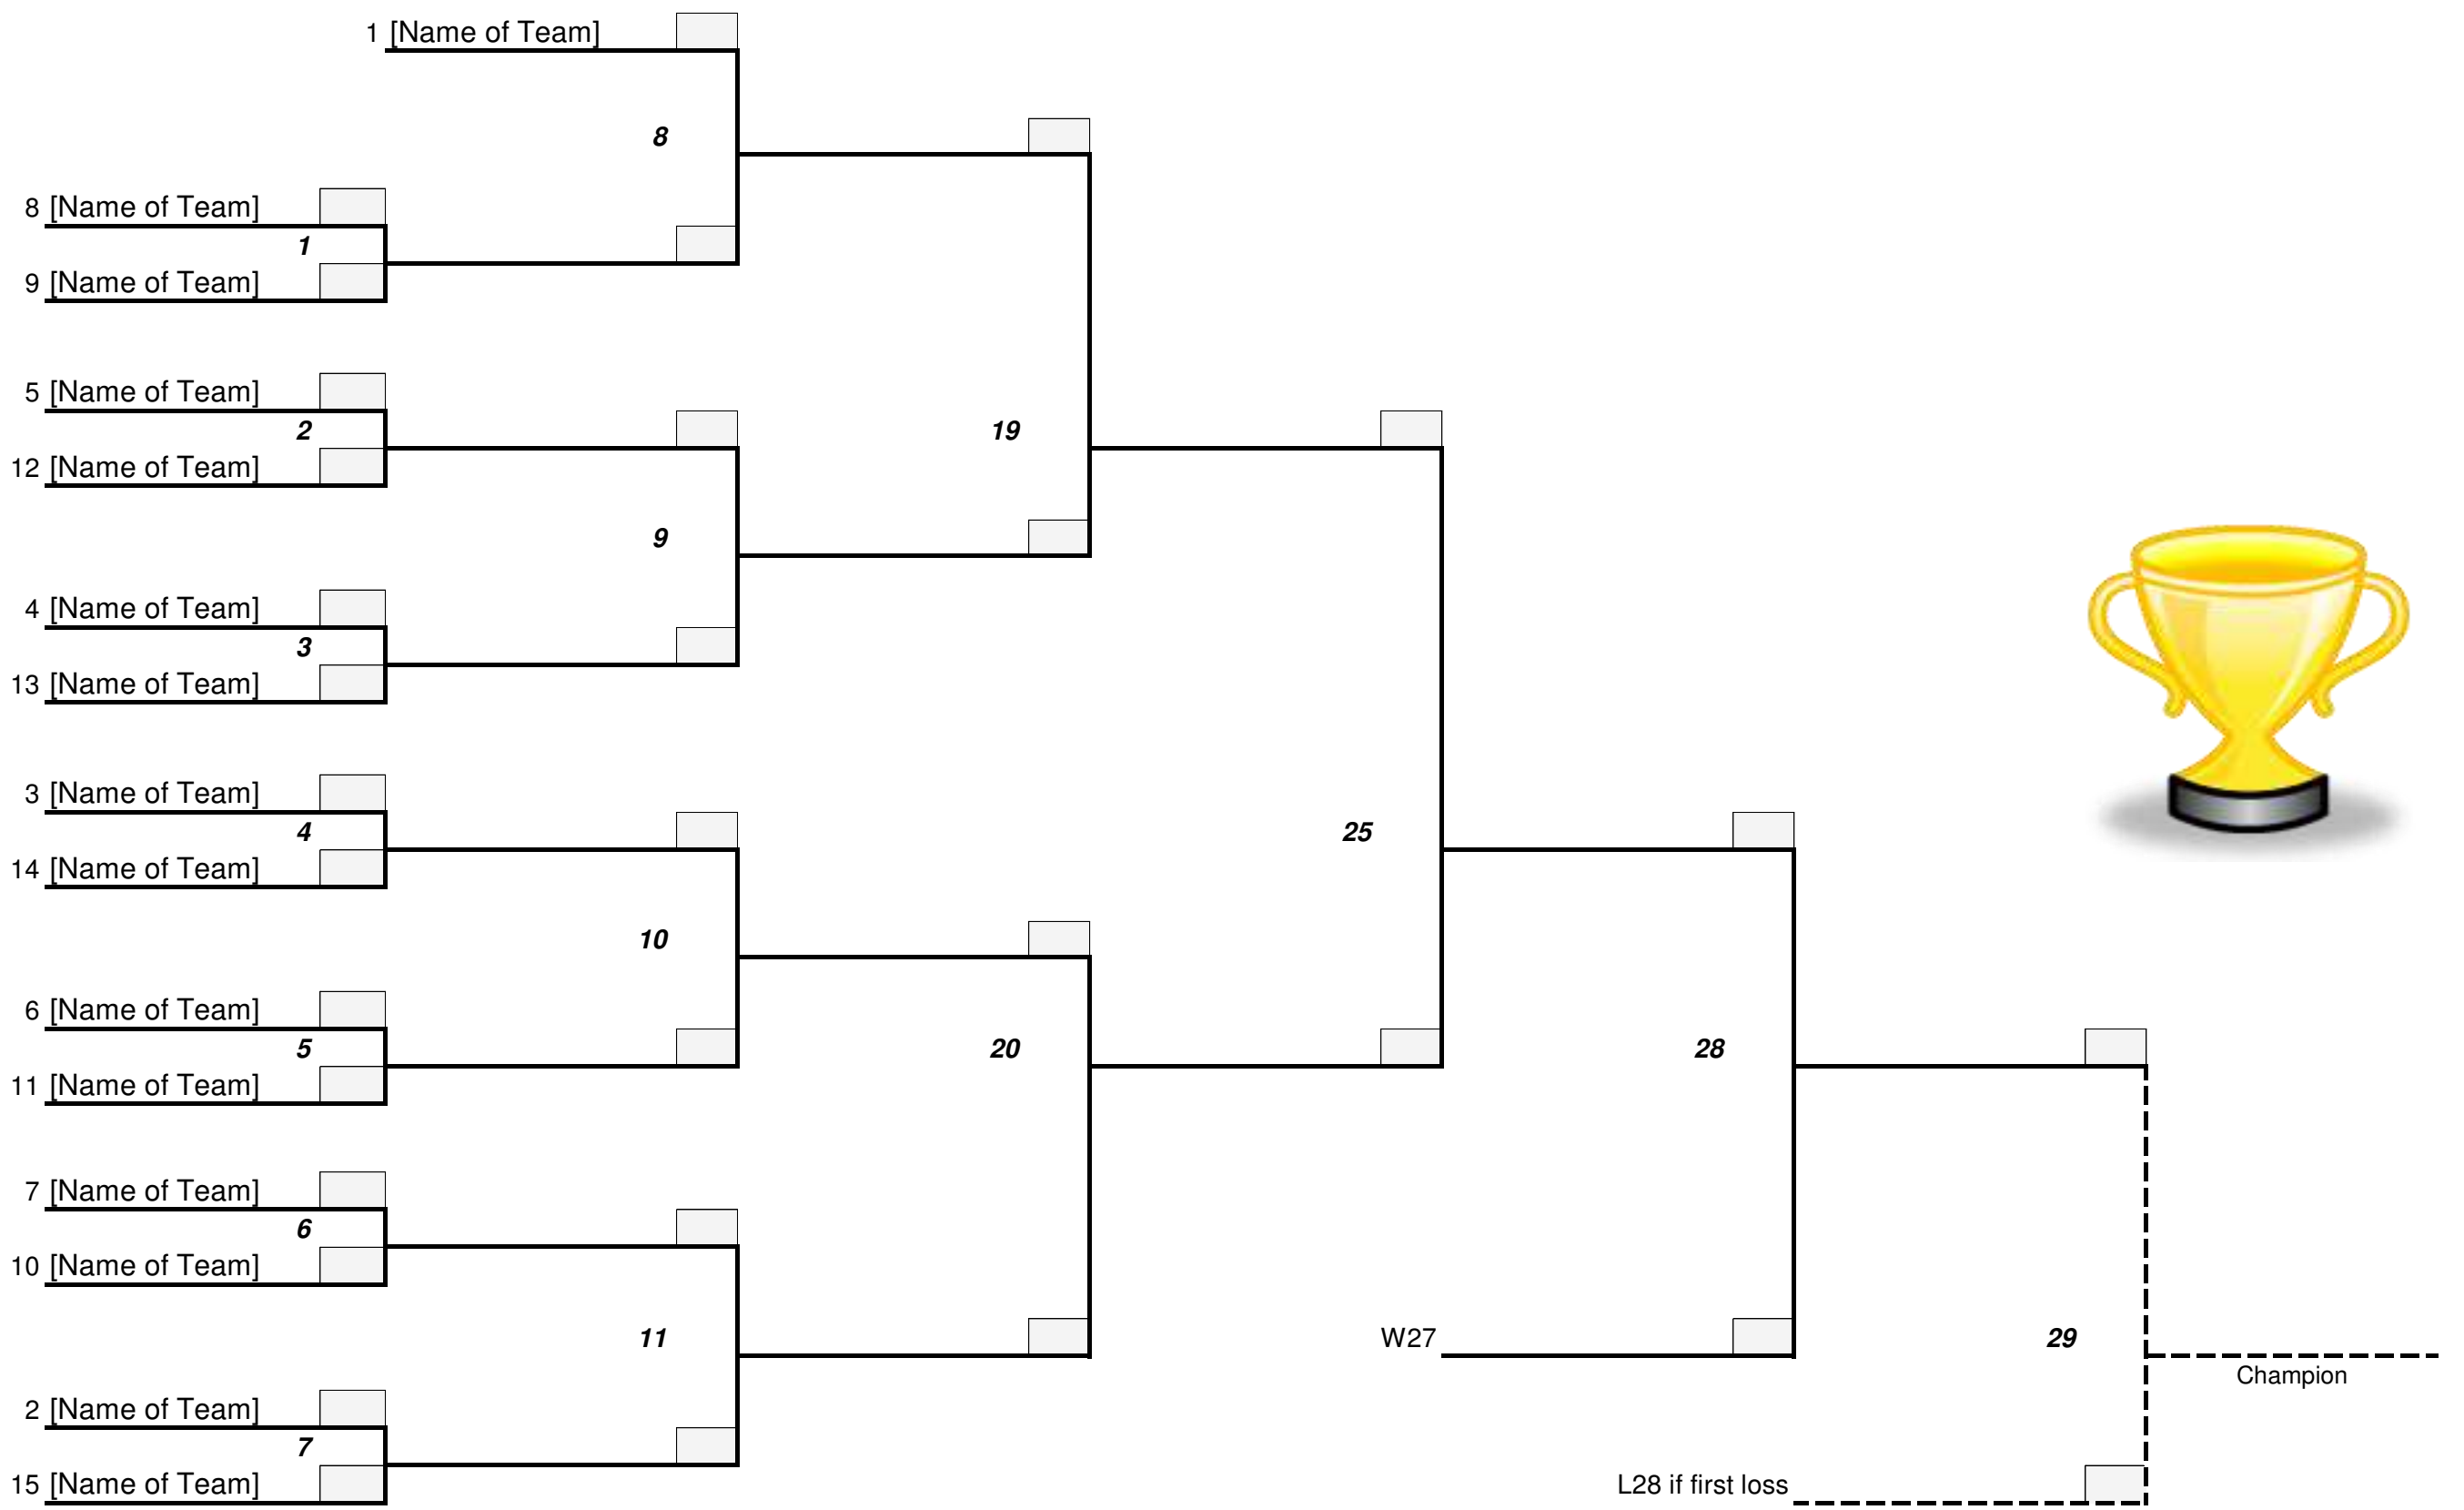 1 [Name of Team]
8
8 [Name of Team]
1
9 [Name of Team]
5 [Name of Team]
2
19
12 [Name of Team]
9
4 [Name of Team]
3
13 [Name of Team]
3 [Name of Team]
4
25
14 [Name of Team]
10
6 [Name of Team]
5
20
28
11 [Name of Team]
7 [Name of Team]
6
10 [Name of Team]
11
W27
29
Champion
2 [Name of Team]
7
15 [Name of Team]
L28 if first loss